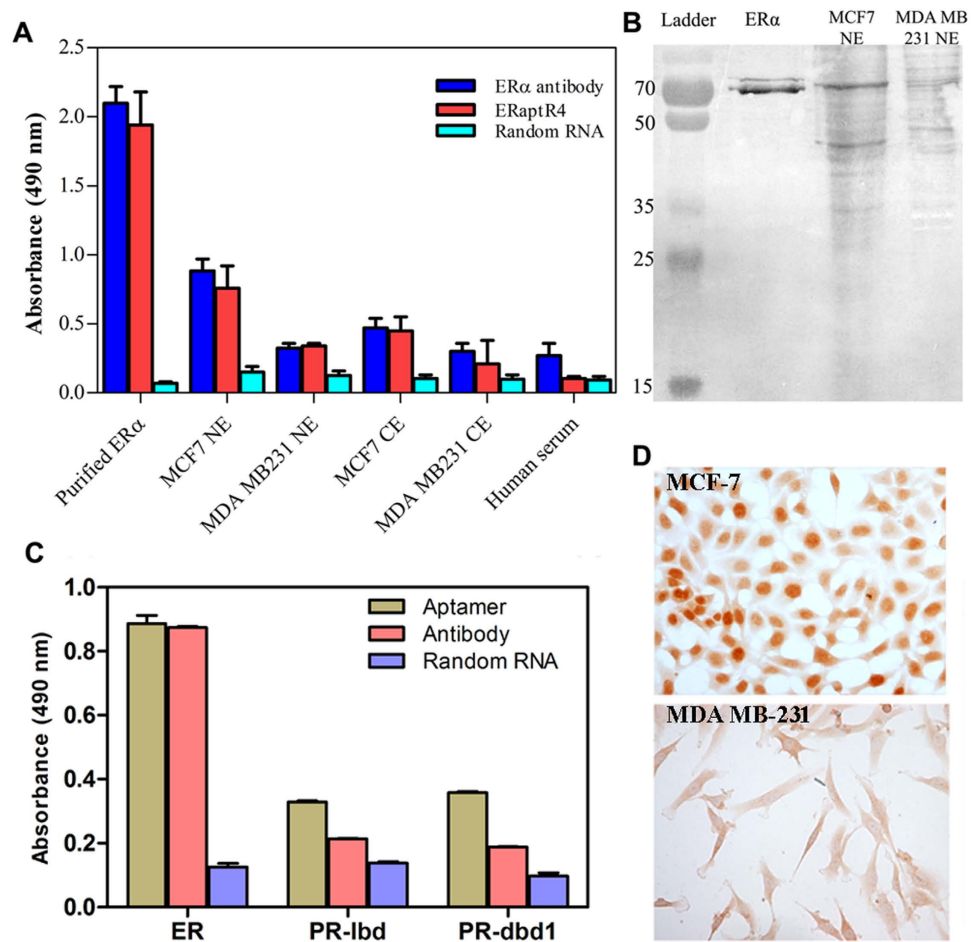 A
2.5
2.0
1.5
1.0
0.5
0.0
Absorbance (490 nm)
ERα antibody
ERaptR4
Random RNA
Purified ERα
MCF7 NE
MDA MB231 NE
MCF7 CE
MDA MB231 CE
Human serum
B
Ladder ERα MCF7 MDA MB
NE 231 NE
70
50
35
25
15
C
1.0
0.8
0.6
0.4
0.2
0.0
Absorbance (490 nm)
Aptamer
Antibody
Random RNA
ER PR-lbd PR-dbd1
D
MCF-7
MDA MB-231